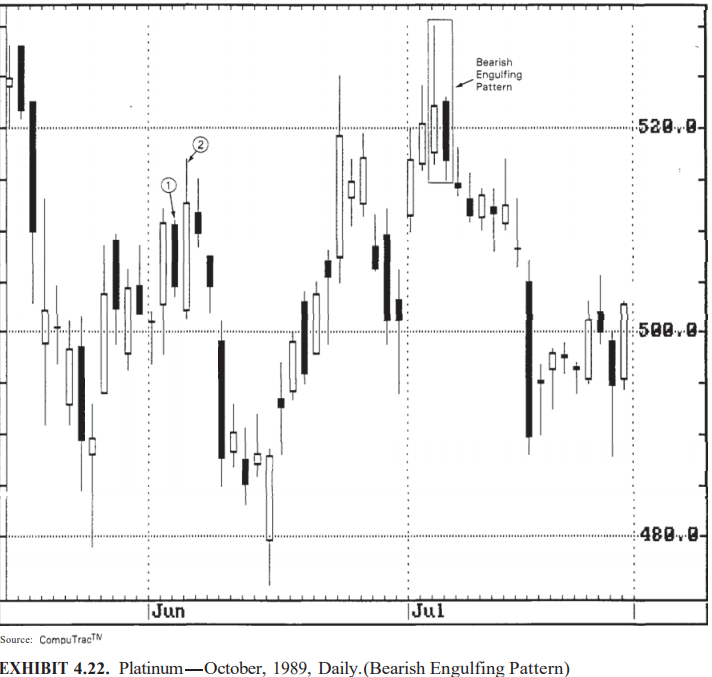 Bearish
Engulfing
Pattern
520.0
2
1
500.0
480.0
Jun
Jul
Source: CompuTrac™
EXHIBIT 4.22. Platinum—October, 1989, Daily.(Bearish Engulfing Pattern)